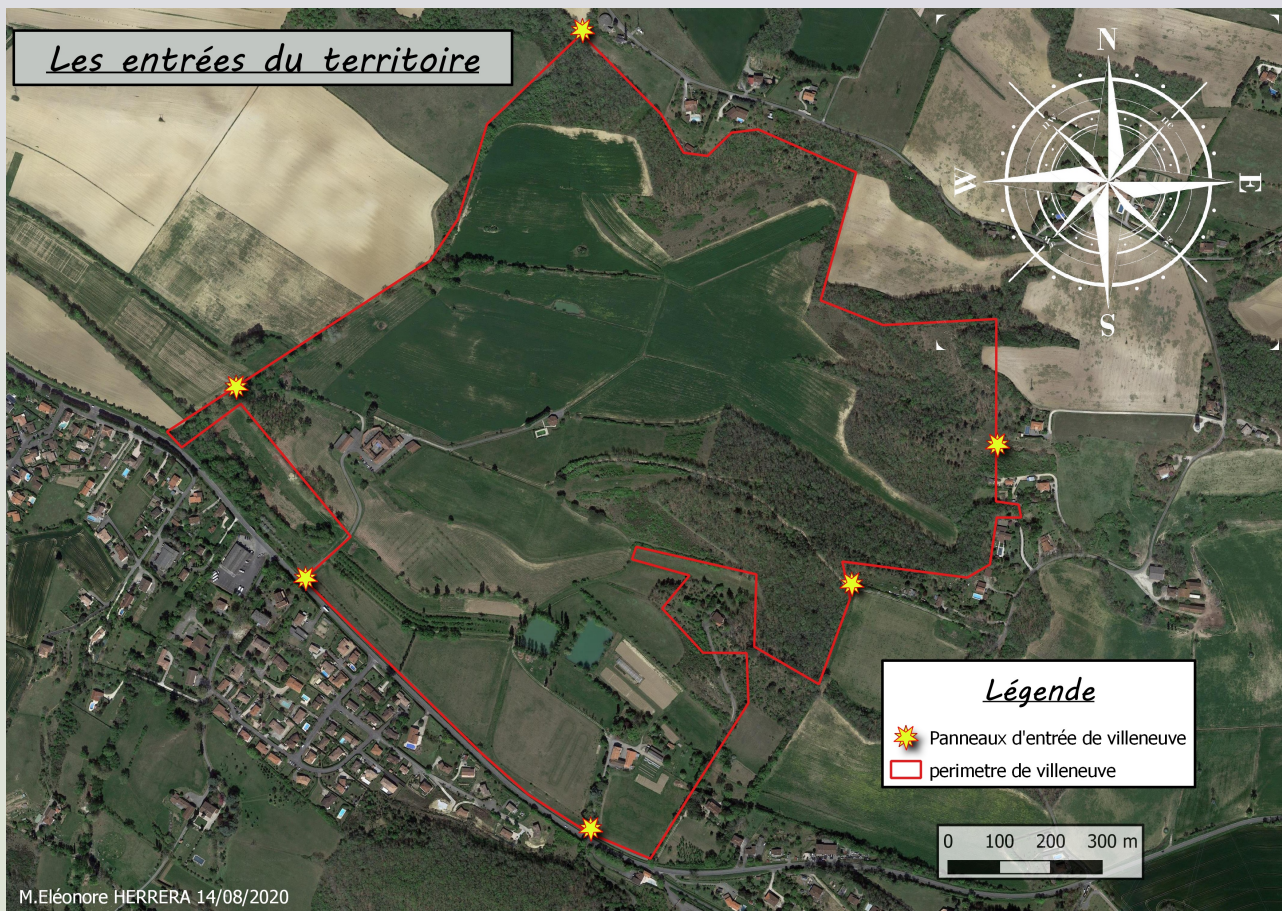 Les entrées du territoire
N
W
E
S
Légende
Panneaux d'entrée de villeneuve
perimetre de villeneuve
0 100 200 300 m
M.Eléonore HERRERA 14/08/2020